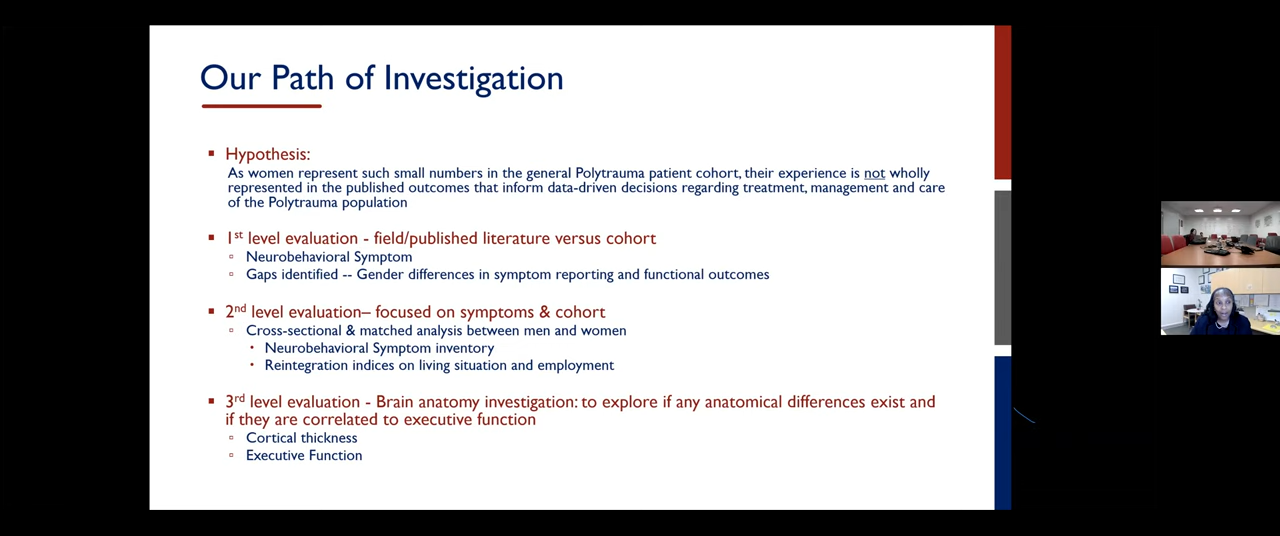 Our Path of Investigation
Hypothesis:
As women represent such small numbers in the general Polytrauma patient cohort, their experience is not wholly
represented in the published outcomes that inform data-driven decisions regarding treatment, management and care
of the Polytrauma population
1st level evaluation - field/published literature versus cohort
Neurobehavioral Symptom
Gaps identified -- Gender differences in symptom reporting and functional outcomes
2nd level evaluation– focused on symptoms & cohort
Cross-sectional & matched analysis between men and women
Neurobehavioral Symptom inventory
Reintegration indices on living situation and employment
3rd level evaluation - Brain anatomy investigation: to explore if any anatomical differences exist and
if they are correlated to executive function
Cortical thickness
Executive Function